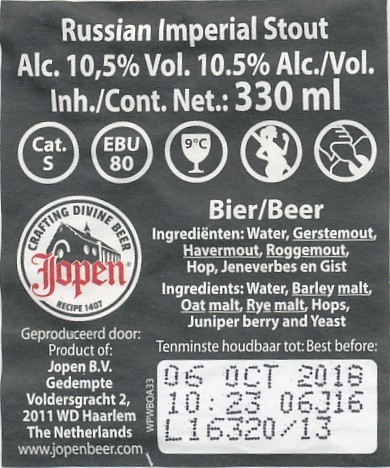 Russian Imperial Stout
Alc. 10,5% Vol. 10.5% Alc./Vol.
Inh./Cont. Net.: 330 ml
Cat.
S
EBU
80
9°C
CRAFTING DIVINE BEER
Jopen®
RECIPE 1407
Bier/Beer
Ingrediënten: Water, Gerstemout,
Havermout, Roggemout,
Hop, Jeneverbes en Gist
Ingredients: Water, Barley malt,
Oat malt, Rye malt, Hops,
Juniper berry and Yeast
Geproduceerd door:
Product of:
Jopen B.V.
Gedempte
Voldersgracht 2,
2011 WD Haarlem
The Netherlands
www.jopenbeer.com
WPWBOA33
Tenminste houdbaar tot: Best before:
06 OCT 2018
10:23 06J16
L16320/13